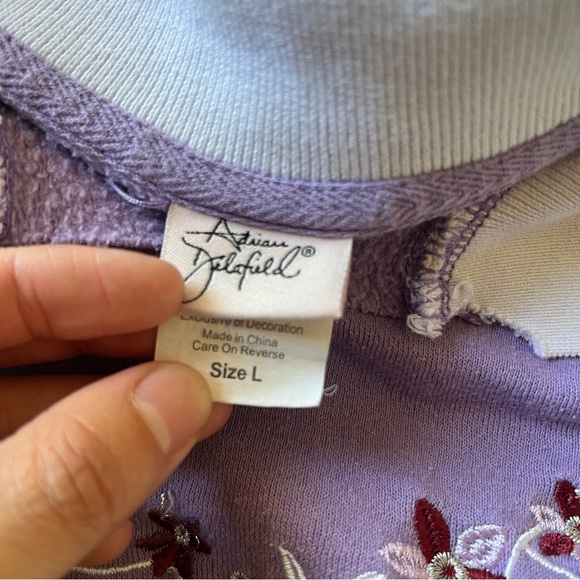 Adrian
Delafield®
Exclusive of Decoration
Made in China
Care On Reverse
Size L